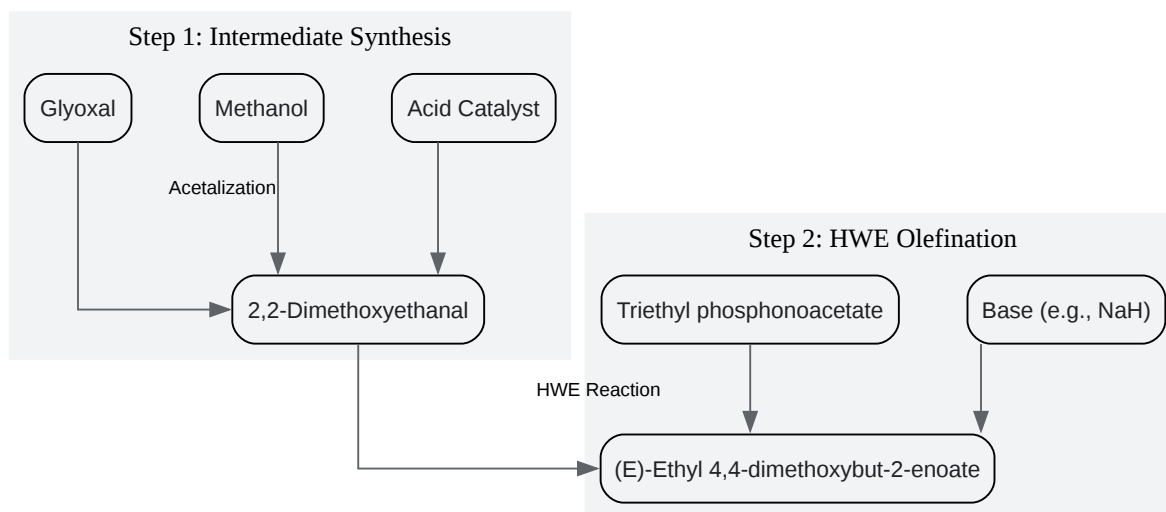 Step 1: Intermediate Synthesis
Glyoxal
Methanol
Acid Catalyst
Acetalization
2,2-Dimethoxyethanal
Step 2: HWE Olefination
Triethyl phosphonoacetate
Base (e.g., NaH)
HWE Reaction
(E)-Ethyl 4,4-dimethoxybut-2-enoate